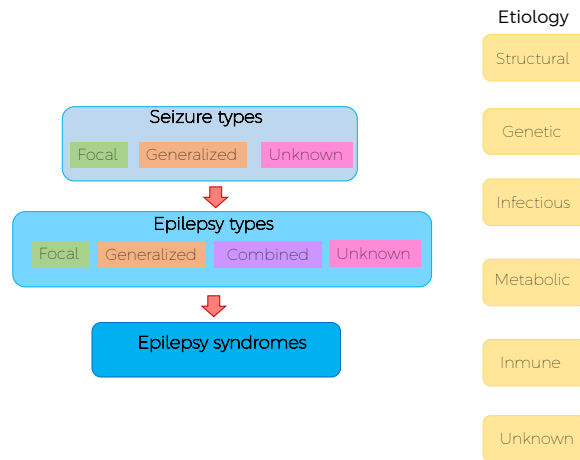 Etiology
Structural
Seizure types
Focal Generalized Unknown
Genetic
Infectious
Epilepsy types
Focal Generalized Combined Unknown
Metabolic
Epilepsy syndromes
Inmune
Unknown